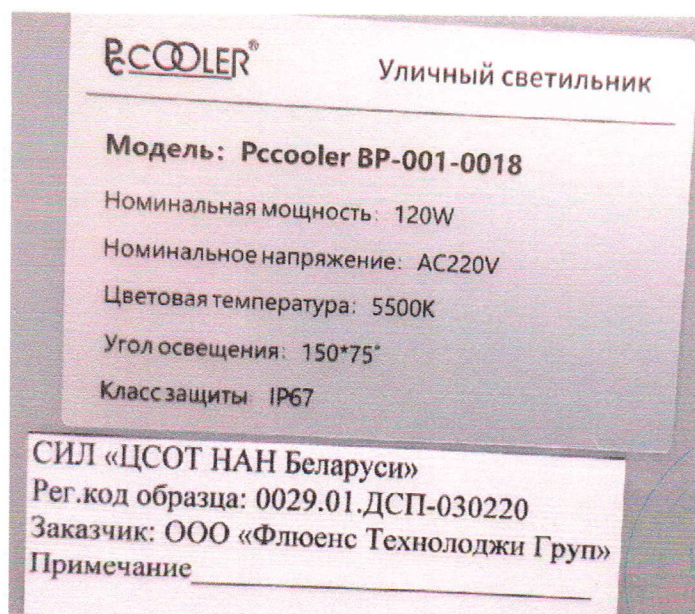 PCCOOLER®
Уличный светильник
Модель: Pccooler BP-001-0018
Номинальная мощность: 120W
Номинальное напряжение: AC220V
Цветовая температура: 5500K
Угол освещения: 150*75°
Класс защиты IP67
СИЛ «ЦСОТ НАН Беларуси»
Рег.код образца: 0029.01.ДСП-030220
Заказчик: ООО «Флюенс Технолоджи Груп»
Примечание